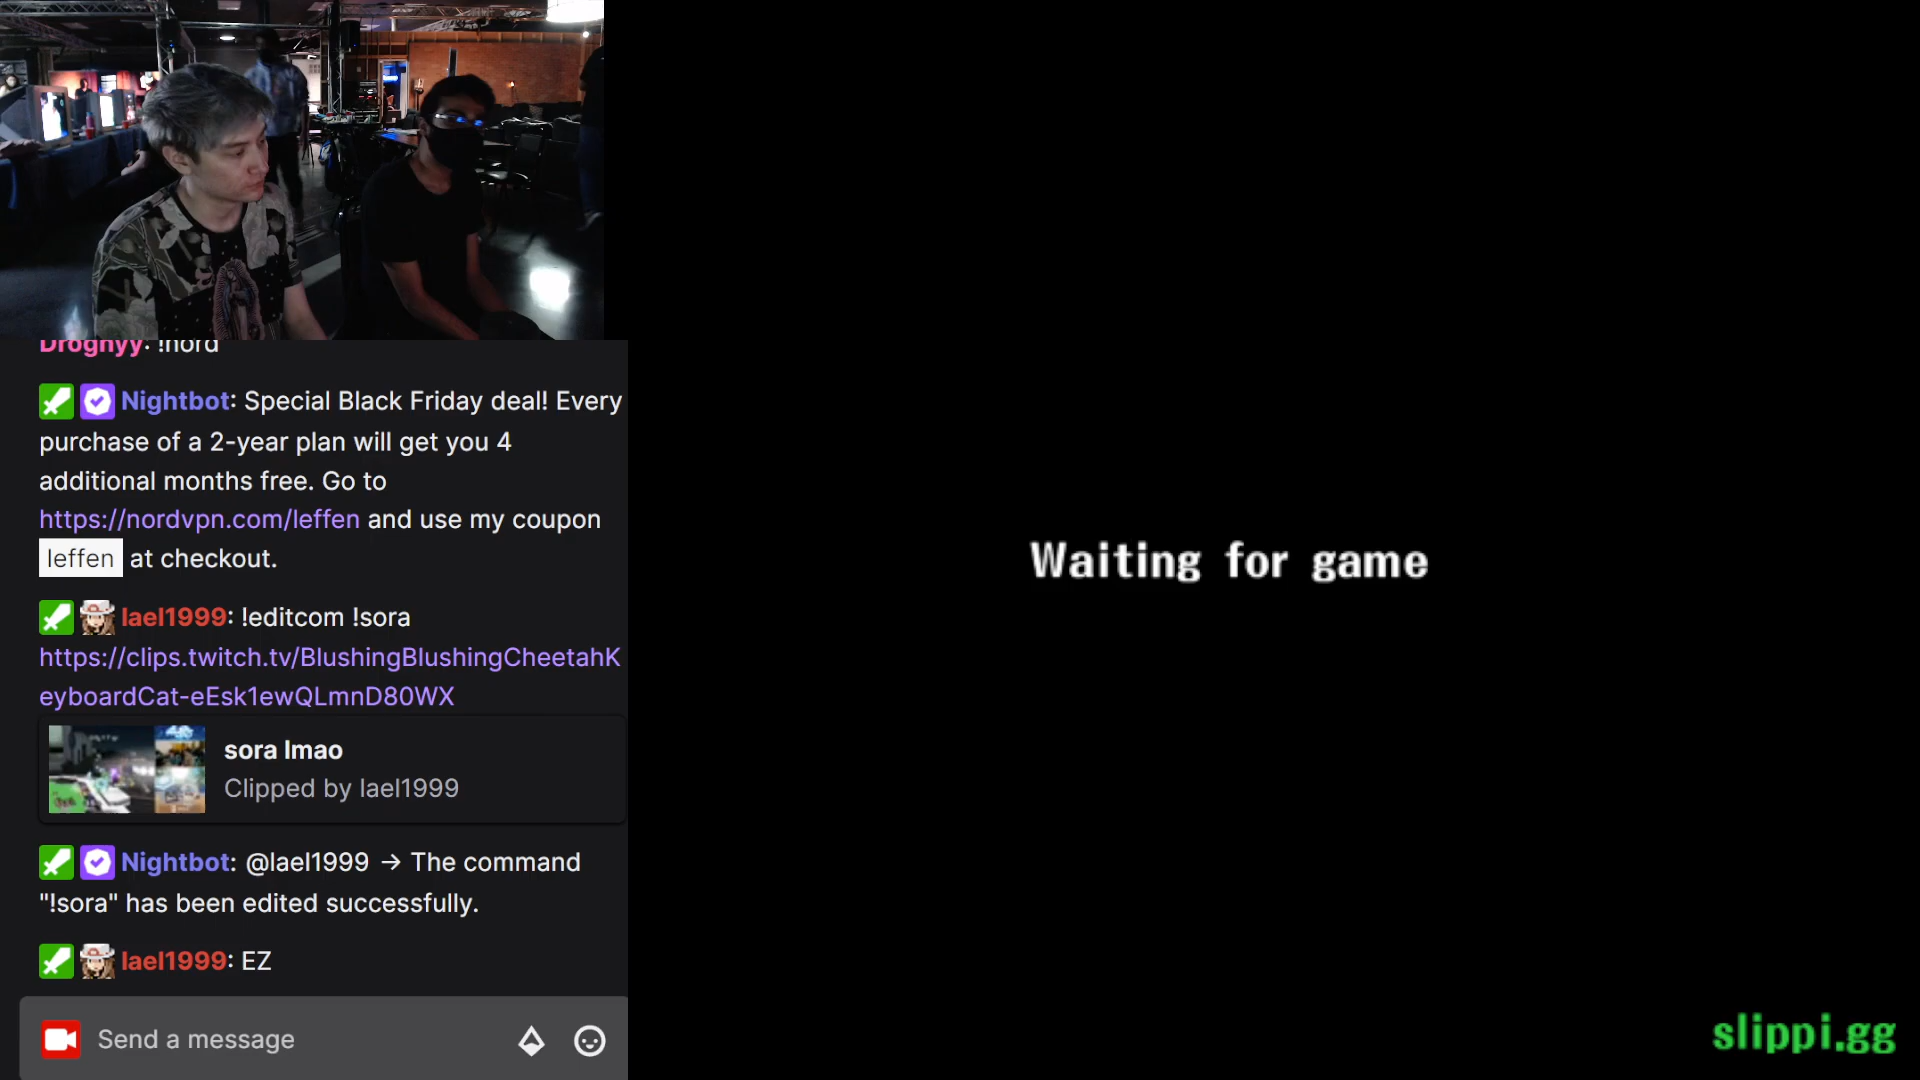 Droghyy: !nord
Nightbot: Special Black Friday deal! Every
purchase of a 2-year plan will get you 4
additional months free. Go to
https://nordvpn.com/leffen and use my coupon
leffen at checkout.
lael1999: !editcom !sora
https://clips.twitch.tv/BlushingBlushingCheetahK
eyboardCat-eEsk1ewQLmnD80WX
sora lmao
Clipped by lael1999
Nightbot: @lael1999 → The command
"!sora" has been edited successfully.
lael1999: EZ
Send a message
Waiting for game
slippi.gg